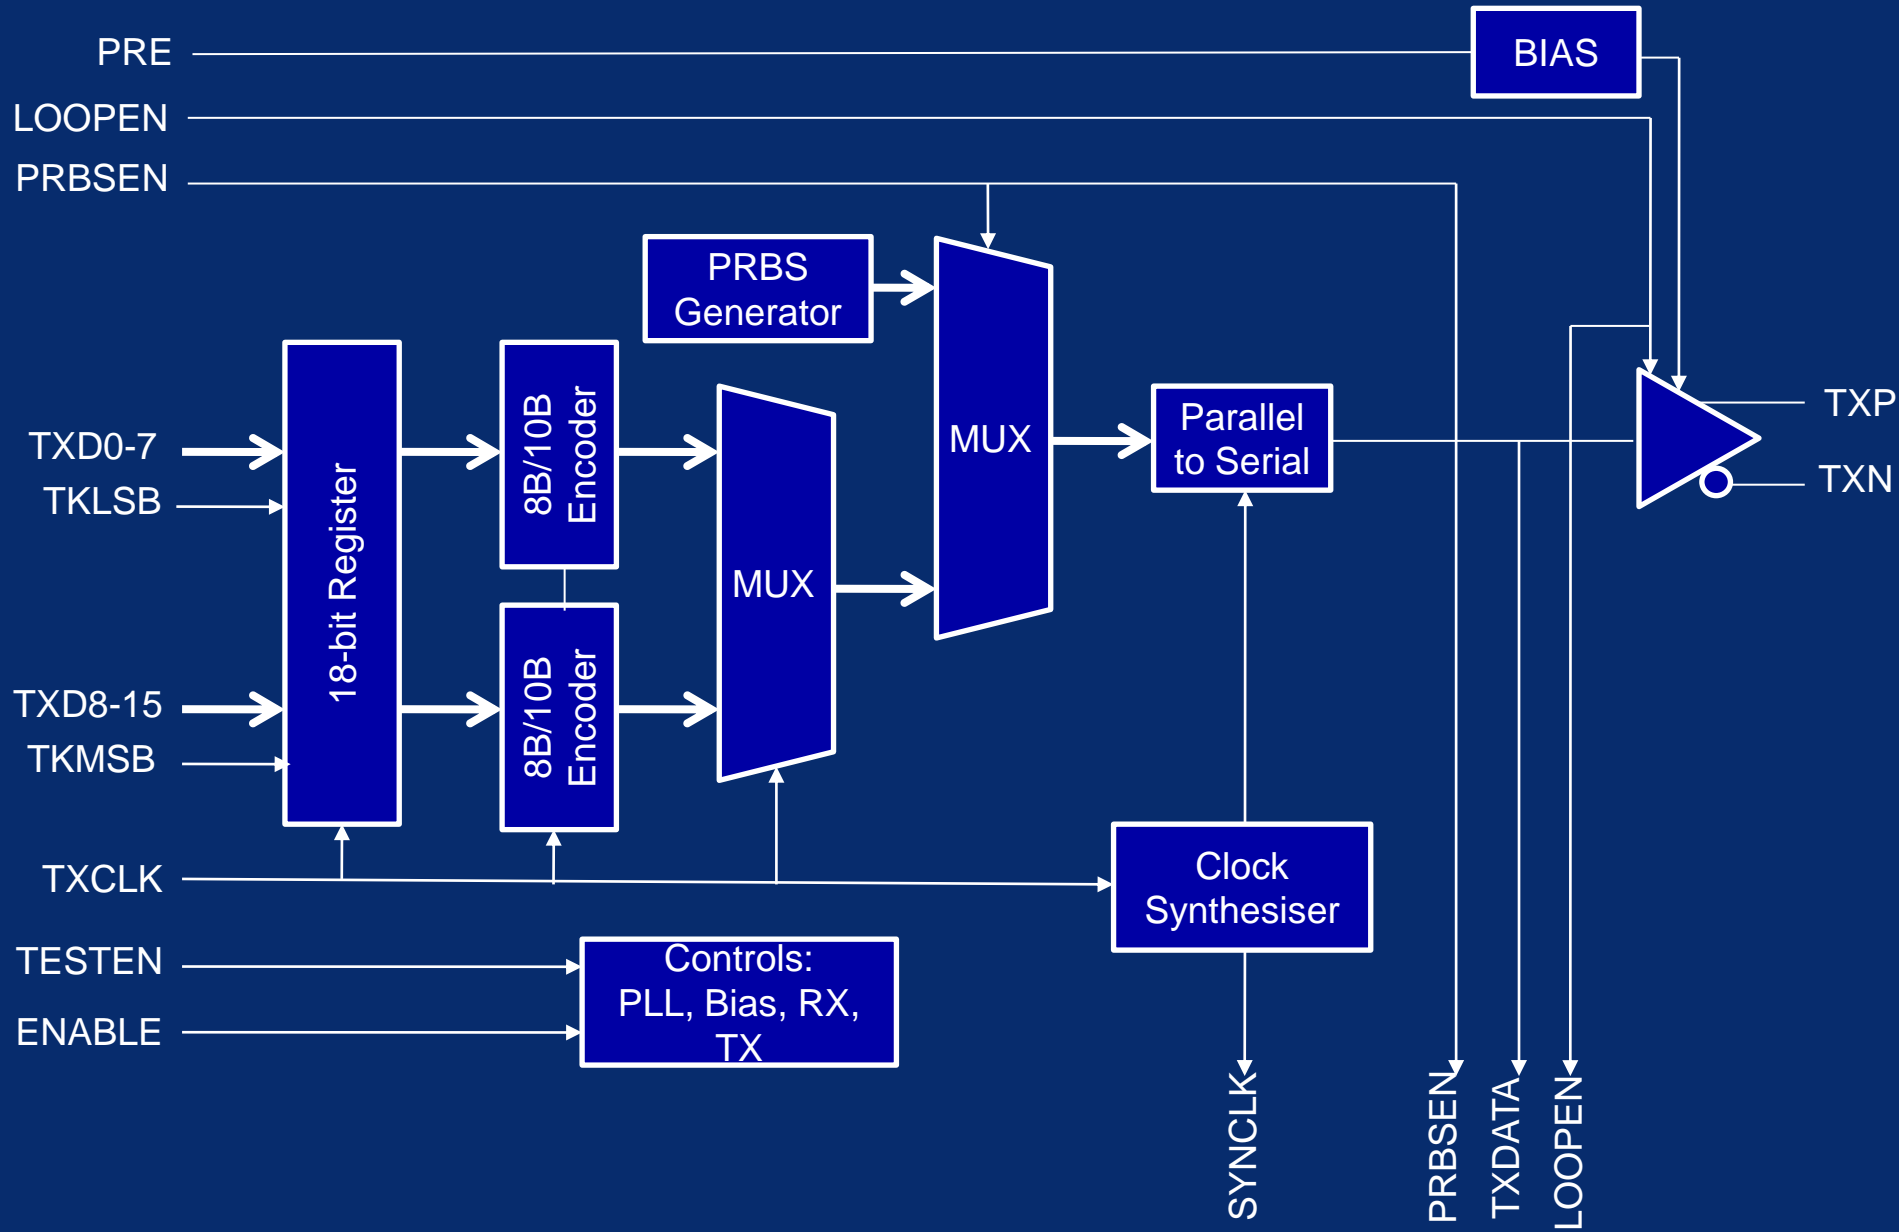 PRE
BIAS
LOOPEN
PRBSEN
PRBS
Generator
TXD0-7
TKLSB
18-bit Register
8B/10B
Encoder
MUX
MUX
Parallel
to Serial
TXP
TXN
TXD8-15
TKMSB
8B/10B
Encoder
TXCLK
Clock
Synthesiser
TESTEN
ENABLE
Controls:
PLL, Bias, RX,
TX
SYNCLK
PRBSEN
TXDATA
LOOPEN